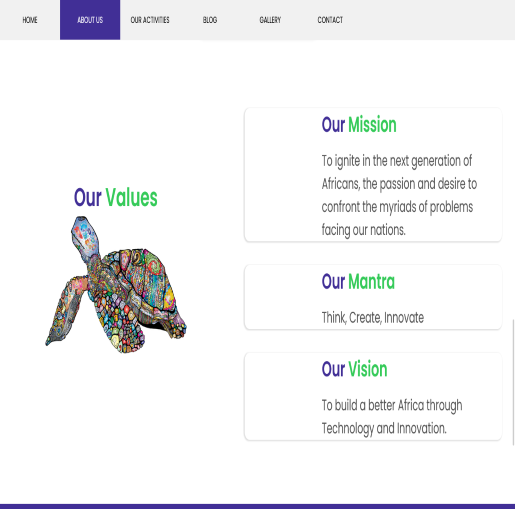 HOME ABOUT US OUR ACTIVITIES BLOG GALLERY CONTACT
Our Values
Our Mission
To ignite in the next generation of
Africans, the passion and desire to
confront the myriads of problems
facing our nations.
Our Mantra
Think, Create, Innovate
Our Vision
To build a better Africa through
Technology and Innovation.